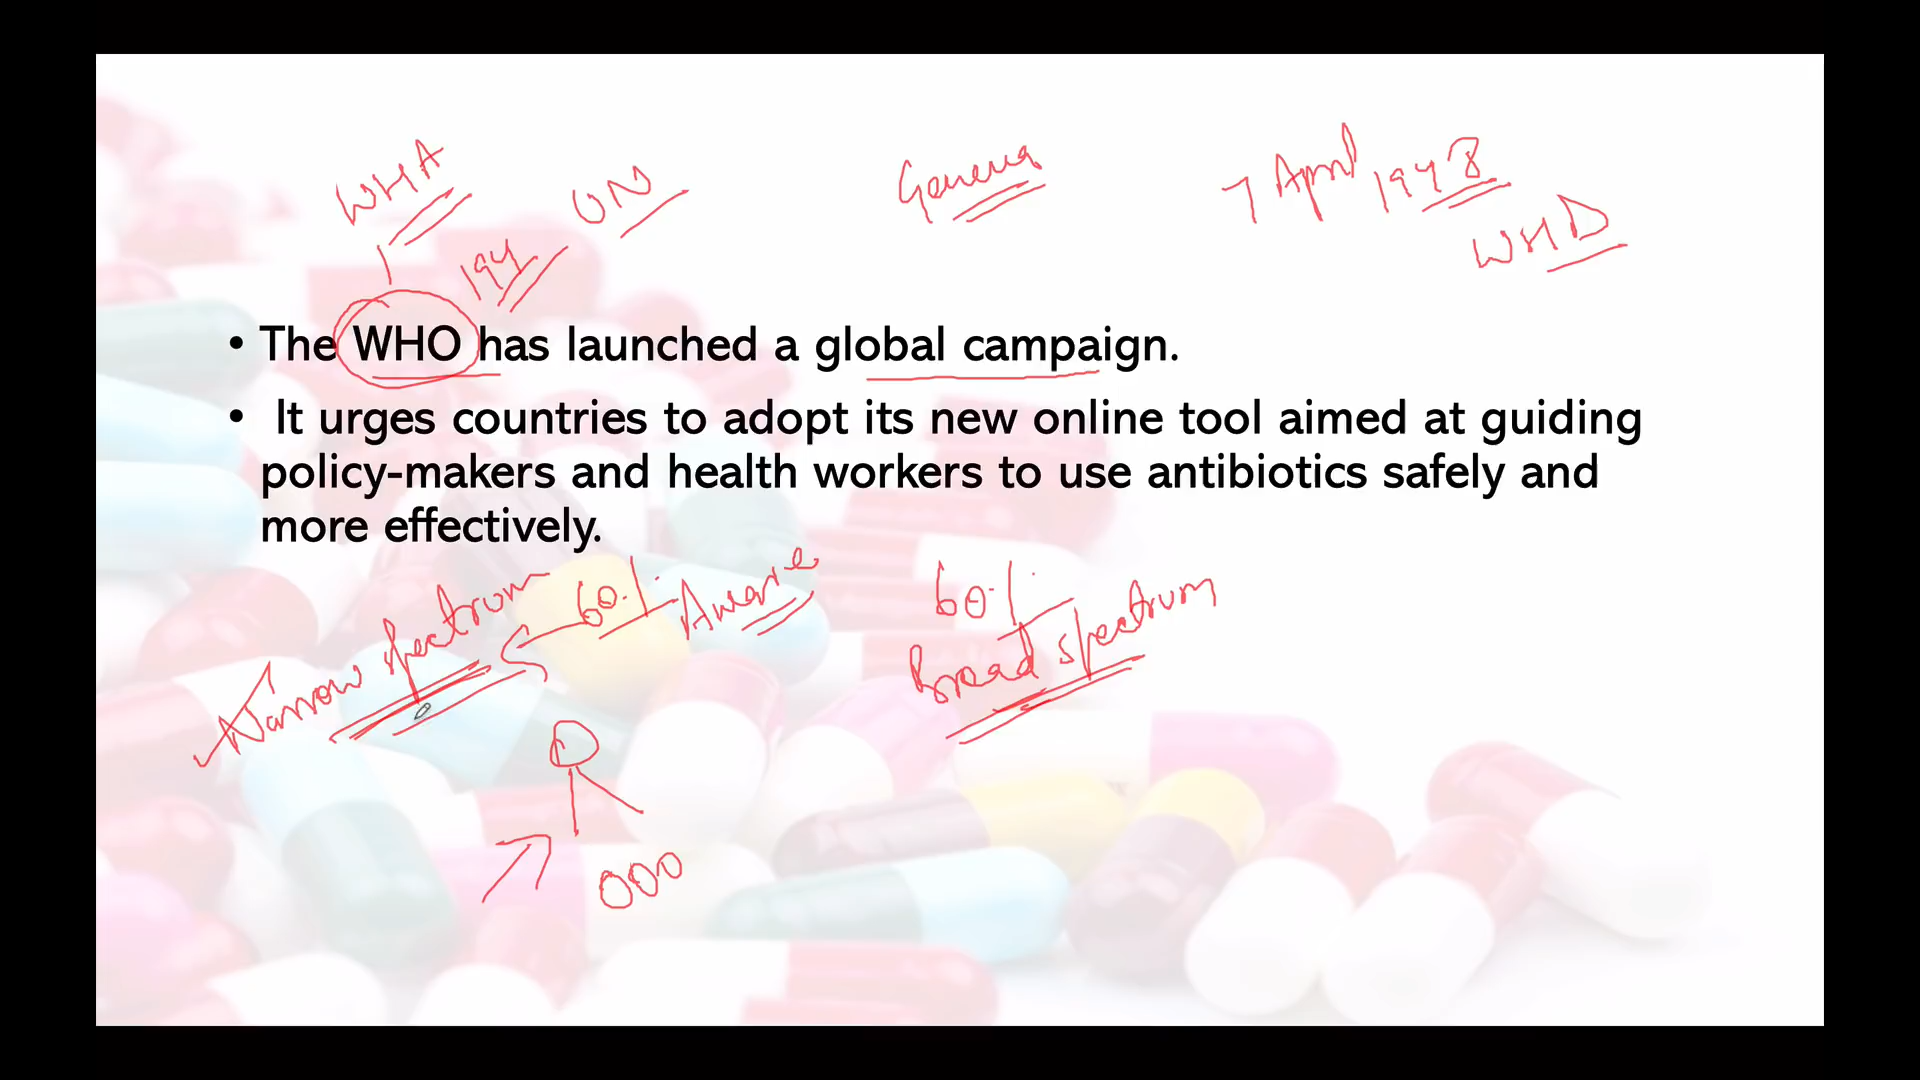 WHA
UN
Geneva
7 April 1948
WHD
194
• The WHO has launched a global campaign.
• It urges countries to adopt its new online tool aimed at guiding
policy-makers and health workers to use antibiotics safely and
more effectively.
Narrow spectrum
60% Aware
60%
Broad spectrum